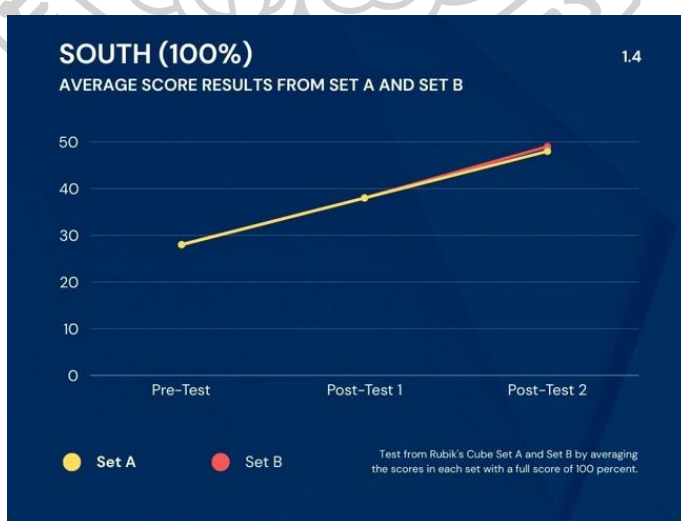 SOUTH (100%)
1.4
AVERAGE SCORE RESULTS FROM SET A AND SET B
50
40
30
20
10
0
Pre-Test Post-Test 1 Post-Test 2
Set A Set B
Test from Rubik's Cube Set A and Set B by averaging
the scores in each set with a full score of 100 percent.